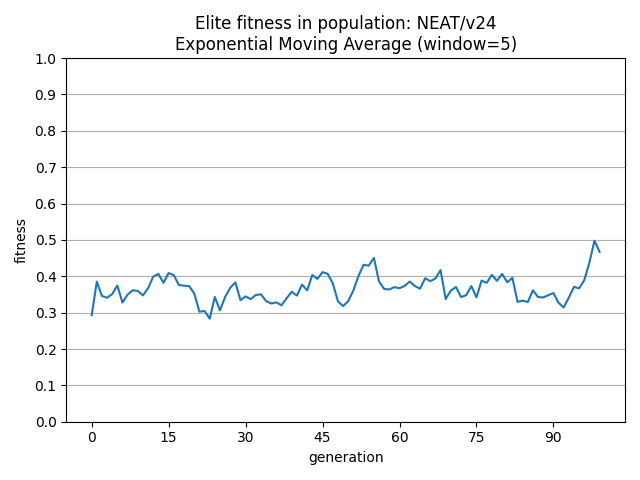 Elite fitness in population: NEAT/v24
Exponential Moving Average (window=5)
1.0
0.9
0.8
0.7
0.6
0.5
0.4
0.3
0.2
0.1
0.0
fitness
0 15 30 45 60 75 90
generation